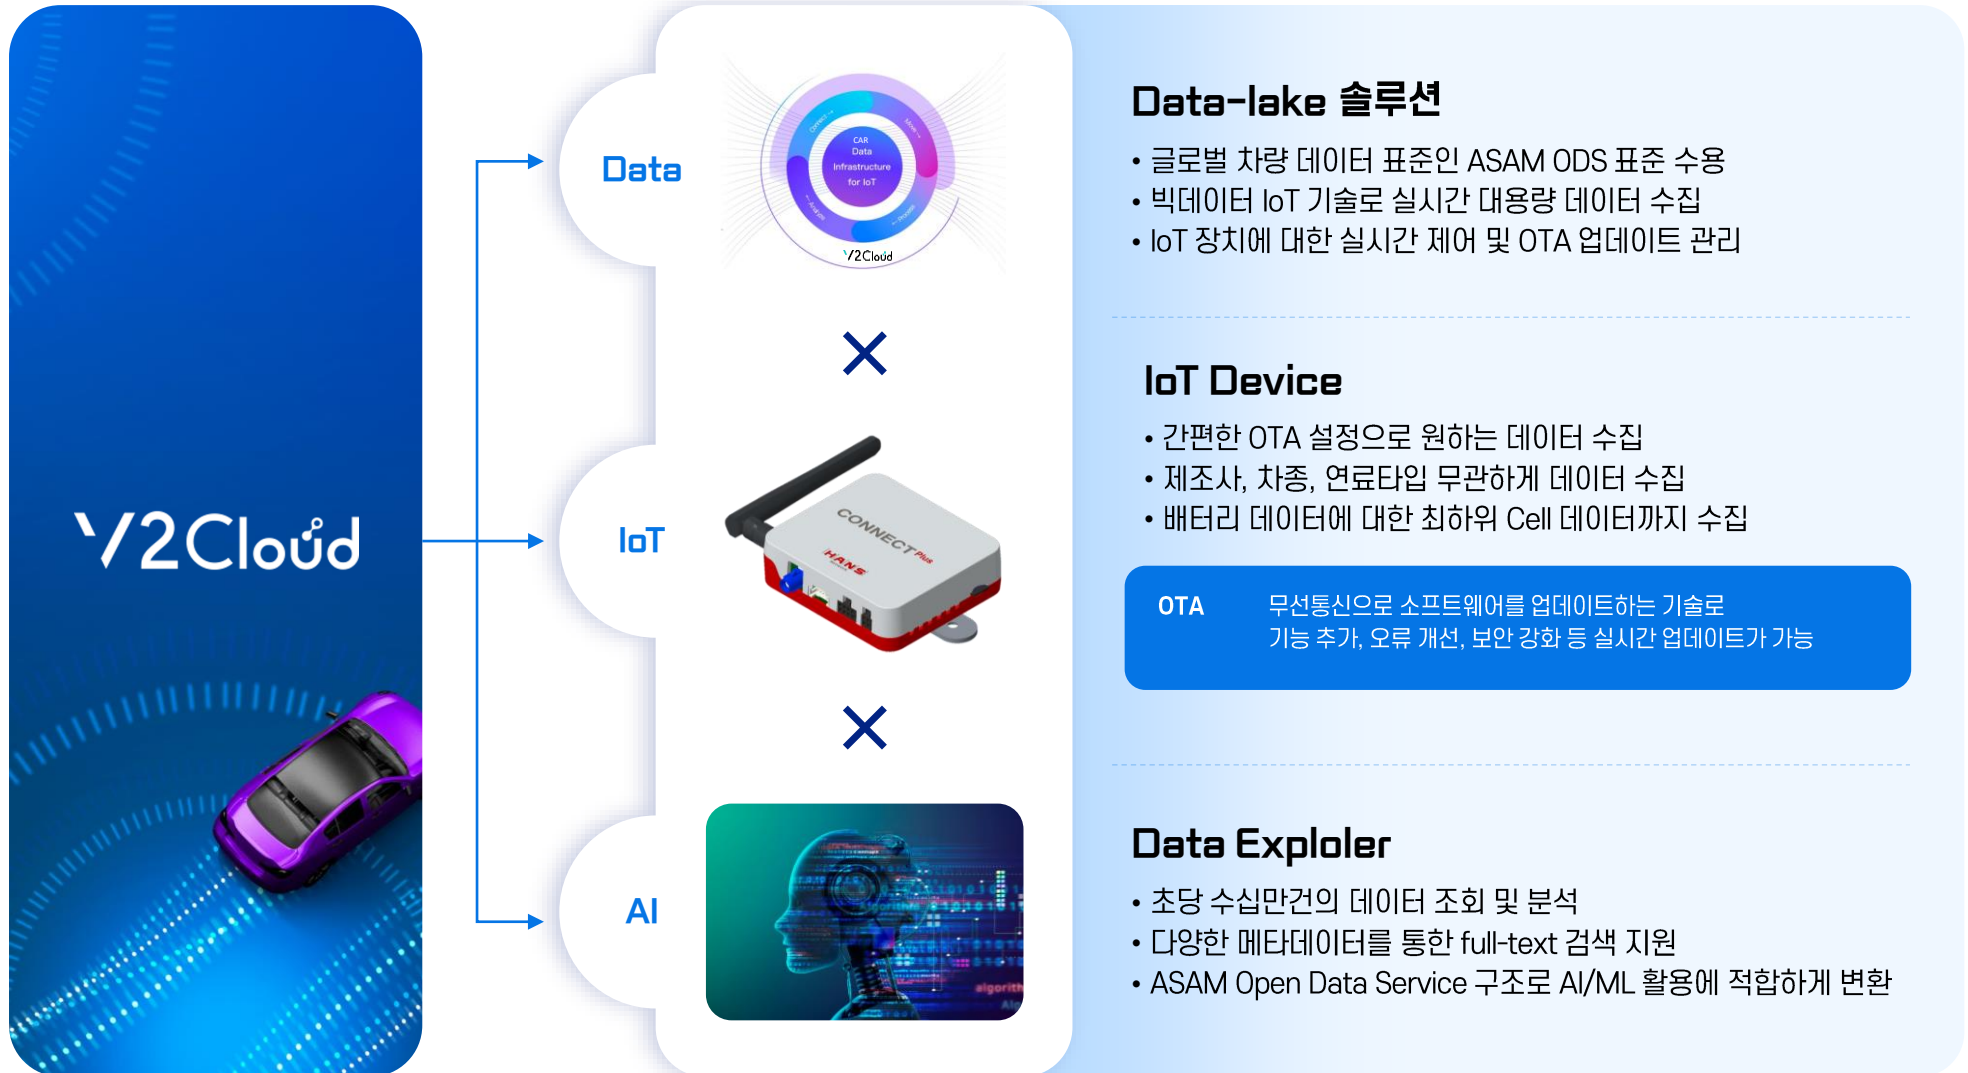 V2Cloud
Data
IoT
AI
Connect →
Move →
← Process
← Analyze
CAR
Data
Infrastructure
for IoT
V2Cloud
CONNECT Plus
HANS
algorith
Data-lake 솔루션
• 글로벌 차량 데이터 표준인 ASAM ODS 표준 수용
• 빅데이터 IoT 기술로 실시간 대용량 데이터 수집
• IoT 장치에 대한 실시간 제어 및 OTA 업데이트 관리
IoT Device
• 간편한 OTA 설정으로 원하는 데이터 수집
• 제조사, 차종, 연료타입 무관하게 데이터 수집
• 배터리 데이터에 대한 최하위 Cell 데이터까지 수집
OTA
무선통신으로 소프트웨어를 업데이트하는 기술로
기능 추가, 오류 개선, 보안 강화 등 실시간 업데이트가 가능
Data Exploler
• 초당 수십만건의 데이터 조회 및 분석
• 다양한 메타데이터를 통한 full-text 검색 지원
• ASAM Open Data Service 구조로 AI/ML 활용에 적합하게 변환